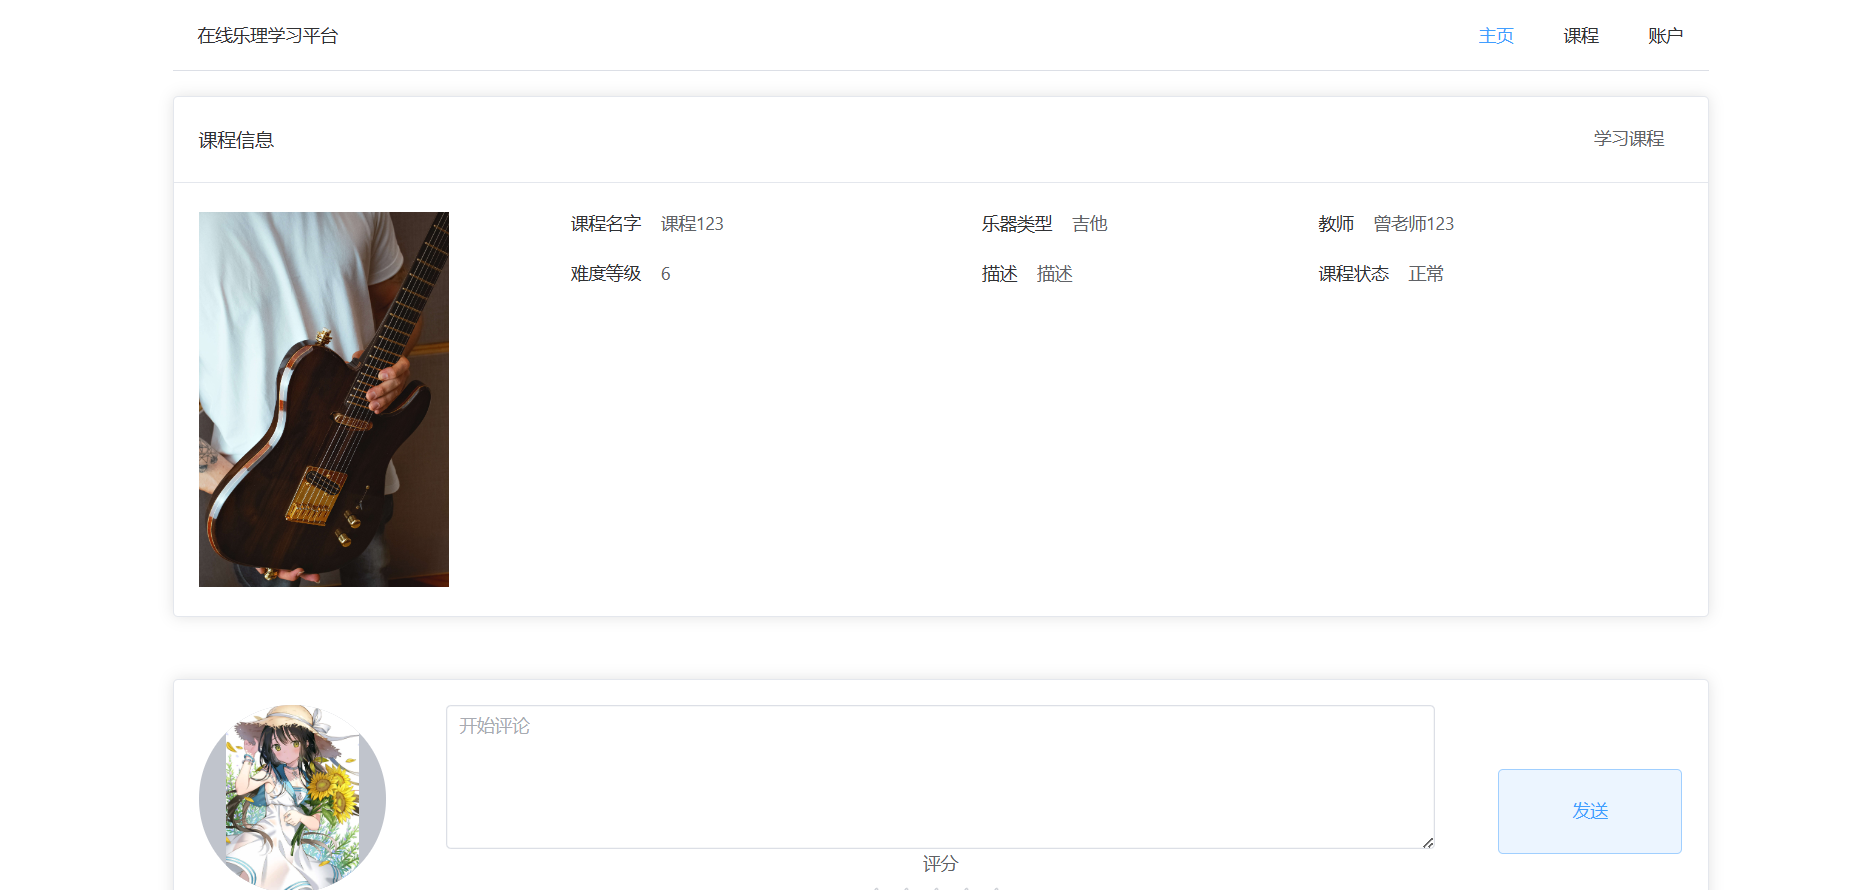 在线乐理学习平台 主页 课程 账户
课程信息 学习课程
课程名字 课程123 乐器类型 吉他 教师 曾老师123
难度等级 6 描述 描述 课程状态 正常
开始评论
发送
评分